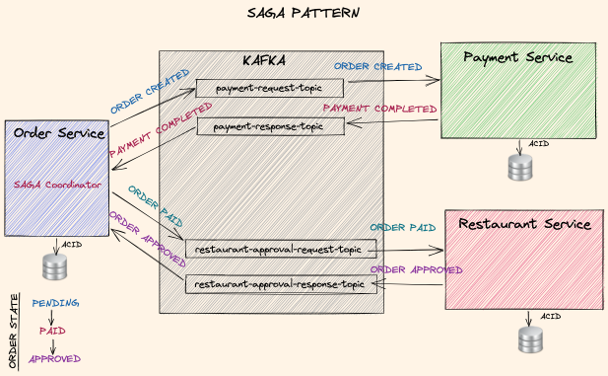 SAGA PATTERN
KAFKA
Payment Service
ORDER CREATED
ORDER CREATED
payment-request-topic
PAYMENT COMPLETED
PAYMENT COMPLETED
payment-response-topic
Order Service
SAGA Coordinator
ACID
ORDER PAID
ORDER PAID
Restaurant Service
ORDER APPROVED
restaurant-approval-request-topic
ORDER APPROVED
restaurant-approval-response-topic
ACID
ACID
ORDER STATE
PENDING
PAID
APPROVED